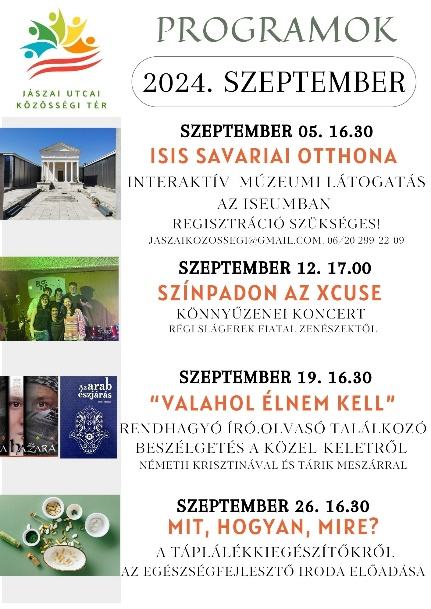 JÁSZAI UTCAI
KÖZÖSSÉGI TÉR
PROGRAMOK
2024. SZEPTEMBER
SZEPTEMBER 05. 16.30
ISIS SAVARIAI OTTHONA
INTERAKTÍV MÚZEUMI LÁTOGATÁS
AZ ISEUMBAN
REGISZTRÁCIÓ SZÜKSÉGES!
JASZAIKOZOSSEGI@GMAIL.COM, 06/20 299 22 09
SZEPTEMBER 12. 17.00
SZÍNPADON AZ XCUSE
KÖNNYŰZENEI KONCERT
RÉGI SLÁGEREK FIATAL ZENÉSZEKTŐL
SZEPTEMBER 19. 16.30
"VALAHOL ÉLNEM KELL"
RENDHAGYÓ ÍRÓ,OLVASÓ TALÁLKOZÓ
BESZÉLGETÉS A KÖZEL-KELETRŐL
NÉMETH KRISZTINÁVAL ÉS TÁRIK MESZÁRRAL
Az arab
észjárás
HAZARA
SZEPTEMBER 26. 16.30
MIT, HOGYAN, MIRE?
A TÁPLÁLÉKKIEGÉSZÍTŐKRŐL
AZ EGÉSZSÉGFEJLESZTŐ IRODA ELŐADÁSA